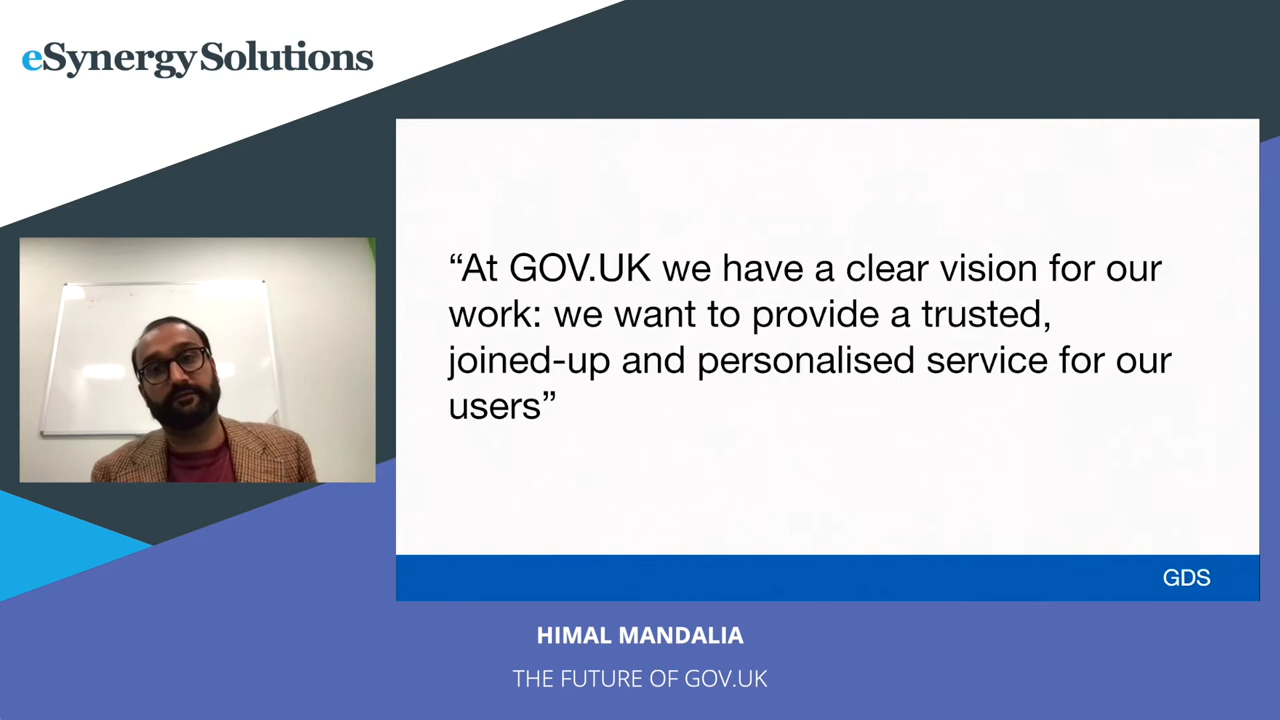 eSynergy Solutions
“At GOV.UK we have a clear vision for our
work: we want to provide a trusted,
joined-up and personalised service for our
users”
GDS
HIMAL MANDALIA
THE FUTURE OF GOV.UK